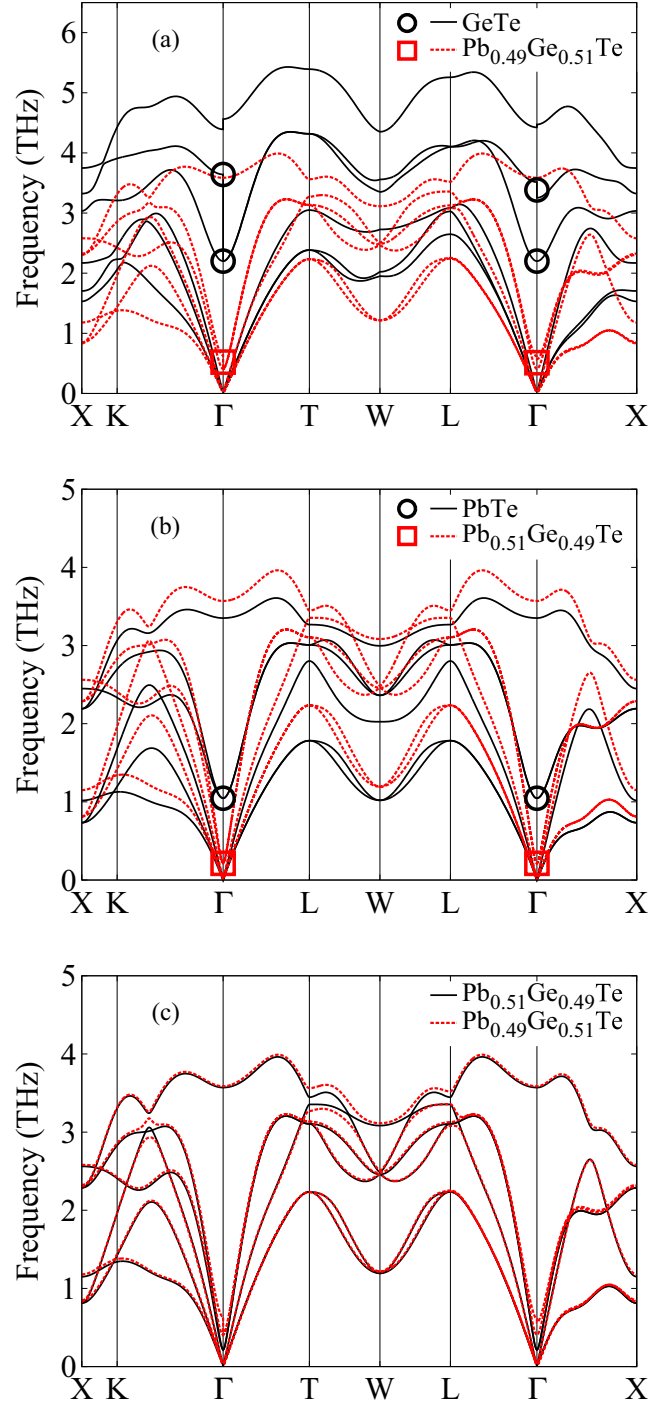 (a)
GeTe
Pb0.49Ge0.51Te
Frequency (THz)
6
5
4
3
2
1
0
X K Γ T W L Γ X
(b)
PbTe
Pb0.51Ge0.49Te
Frequency (THz)
5
4
3
2
1
0
X K Γ L W L Γ X
(c)
Pb0.51Ge0.49Te
Pb0.49Ge0.51Te
Frequency (THz)
5
4
3
2
1
0
X K Γ T W L Γ X